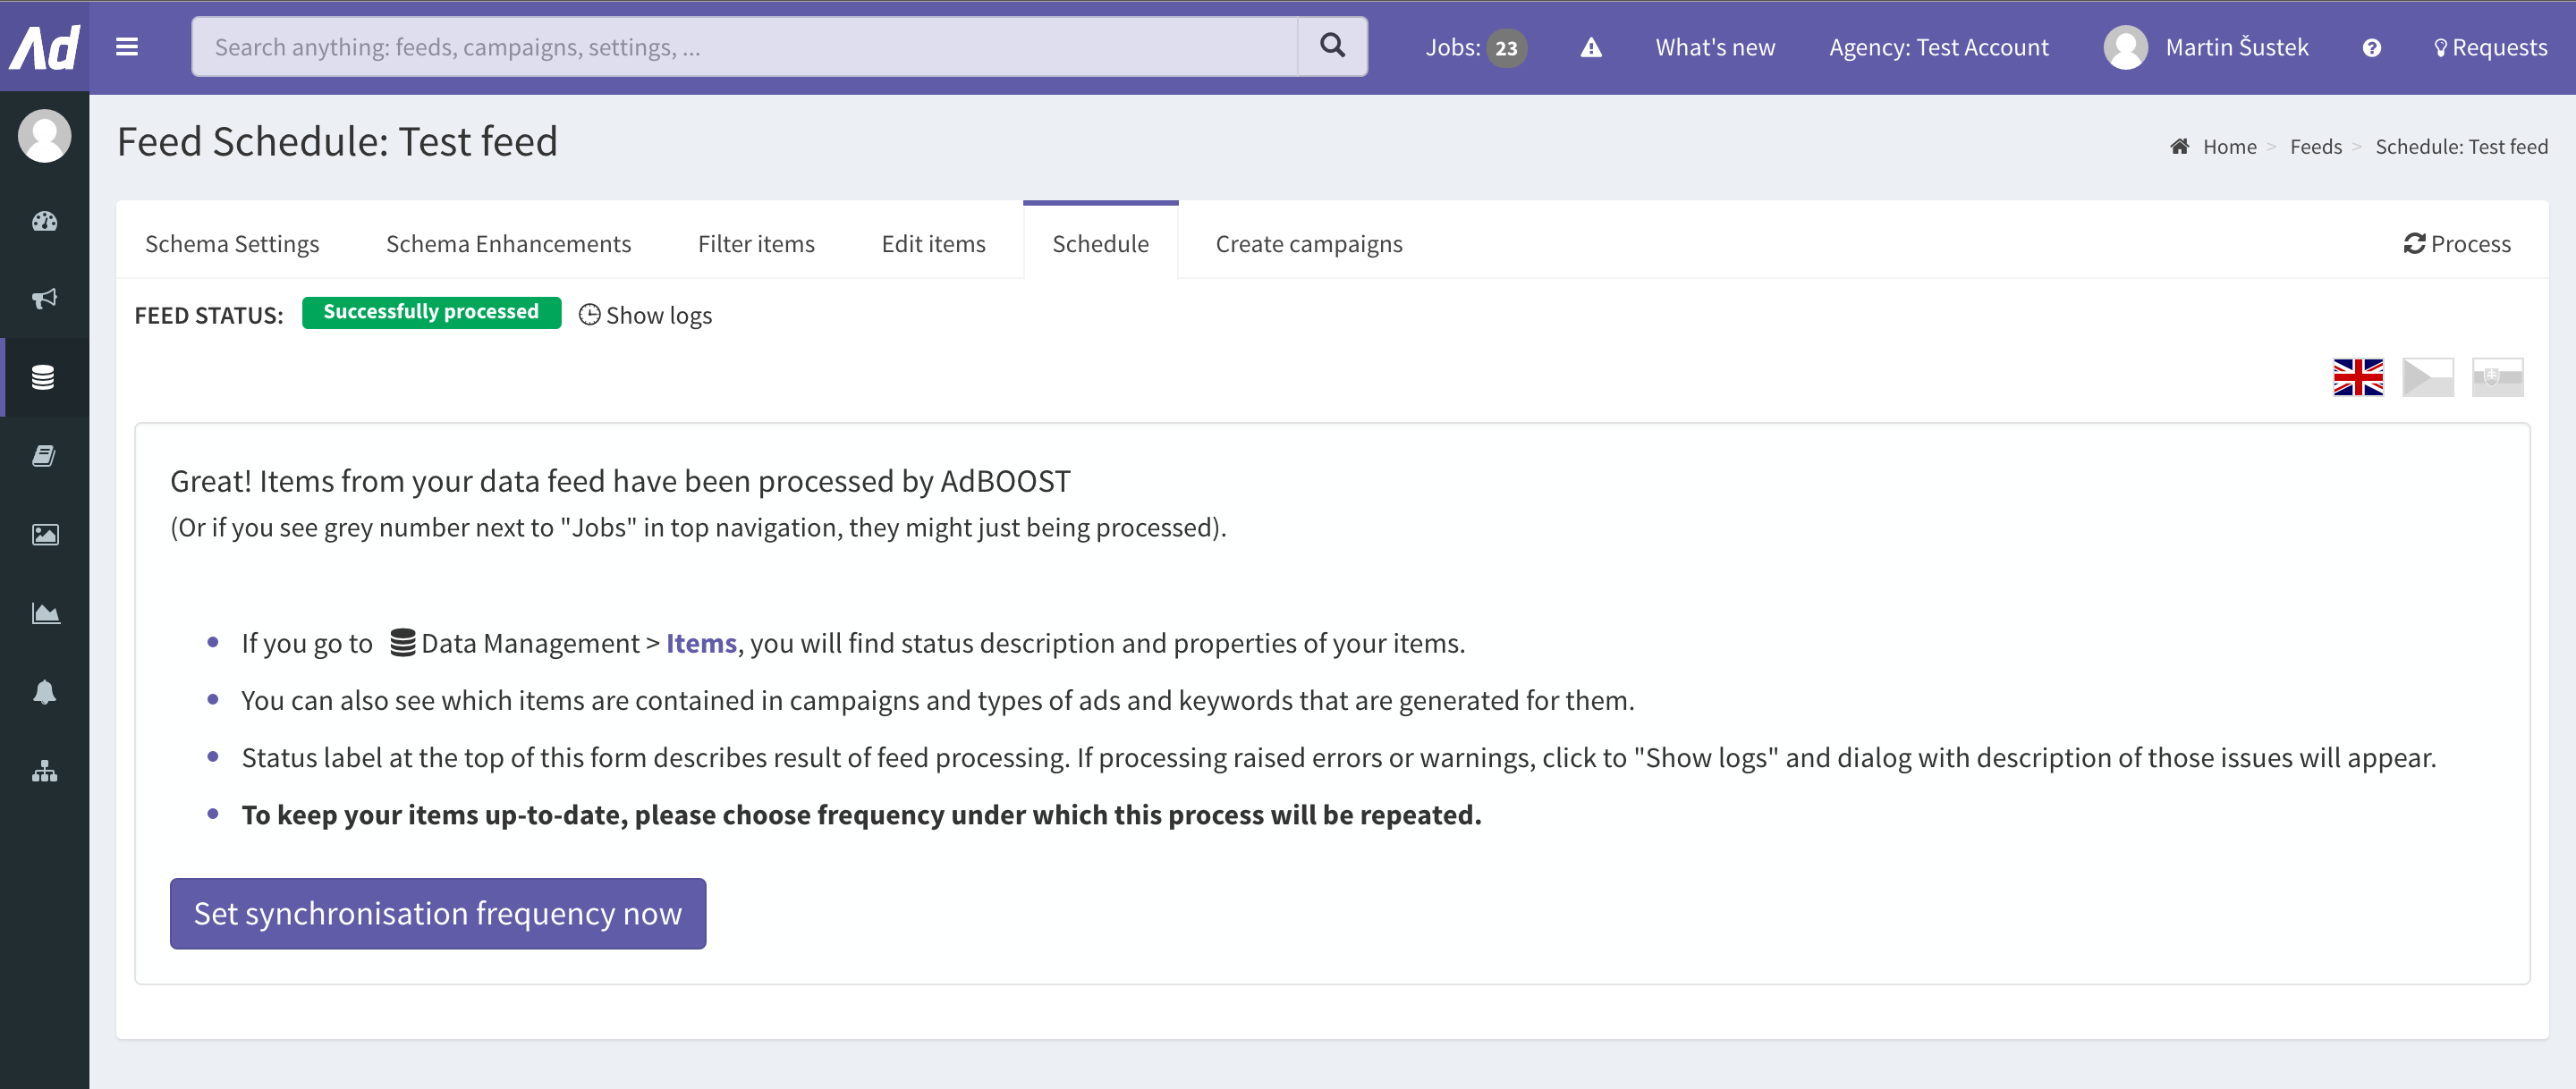 Ad
Search anything: feeds, campaigns, settings, ...
Jobs: 23
What's new
Agency: Test Account
Martin Šustek
Requests
Feed Schedule: Test feed
Home > Feeds > Schedule: Test feed
Schema Settings
Schema Enhancements
Filter items
Edit items
Schedule
Create campaigns
Process
FEED STATUS: Successfully processed Show logs
Great! Items from your data feed have been processed by AdBOOST
(Or if you see grey number next to "Jobs" in top navigation, they might just being processed).
If you go to Data Management > Items, you will find status description and properties of your items.
You can also see which items are contained in campaigns and types of ads and keywords that are generated for them.
Status label at the top of this form describes result of feed processing. If processing raised errors or warnings, click to "Show logs" and dialog with description of those issues will appear.
To keep your items up-to-date, please choose frequency under which this process will be repeated.
Set synchronisation frequency now